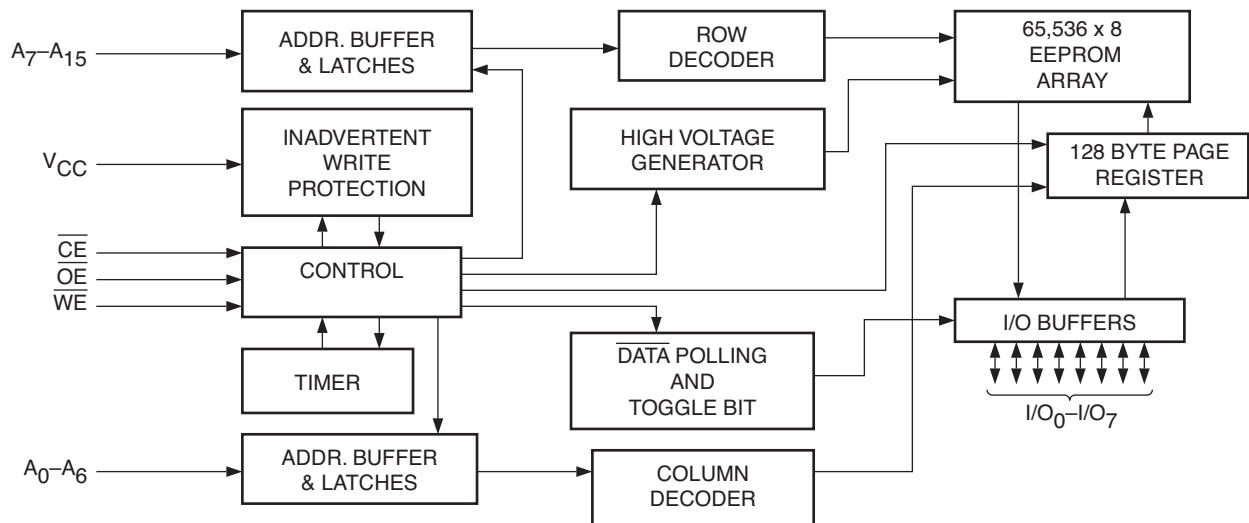 A7–A15
ADDR. BUFFER
& LATCHES
ROW
DECODER
65,536 x 8
EEPROM
ARRAY
VCC
INADVERTENT
WRITE
PROTECTION
HIGH VOLTAGE
GENERATOR
128 BYTE PAGE
REGISTER
CE
OE
WE
CONTROL
I/O BUFFERS
TIMER
DATA POLLING
AND
TOGGLE BIT
I/O0–I/O7
A0–A6
ADDR. BUFFER
& LATCHES
COLUMN
DECODER